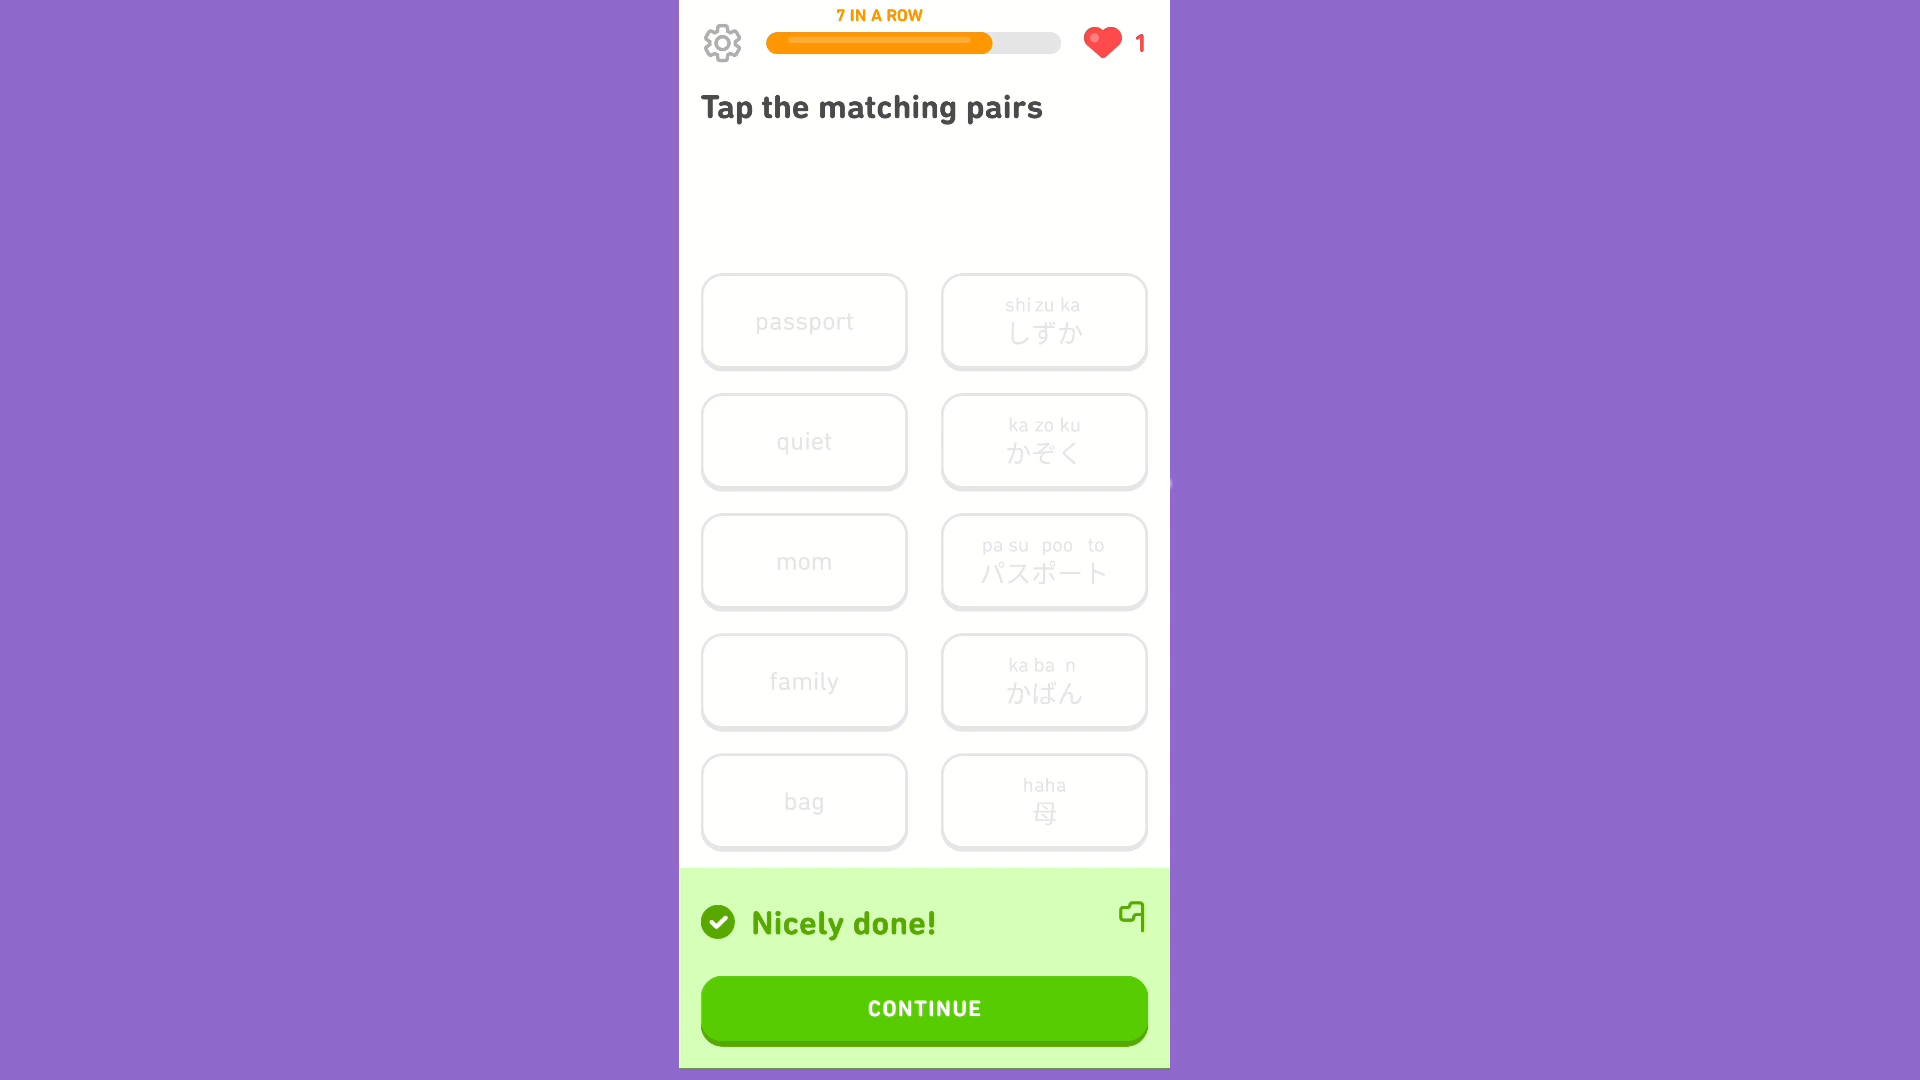 7 IN A ROW
1
Tap the matching pairs
passport
shi zu ka
しずか
quiet
ka zo ku
かぞく
mom
pa su poo to
パスポート
family
ka ba n
かばん
bag
haha
母
Nicely done!
CONTINUE